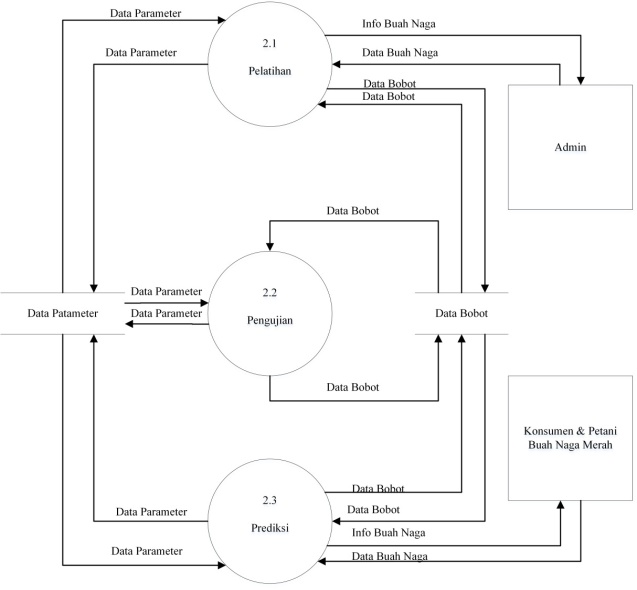 Data Parameter
Info Buah Naga
2.1
Data Parameter
Data Buah Naga
Pelatihan
Data Bobot
Data Bobot
Admin
Data Bobot
Data Parameter
2.2
Data Patameter
Data Parameter
Pengujian
Data Bobot
Data Bobot
Konsumen & Petani
Buah Naga Merah
Data Bobot
2.3
Data Parameter
Data Bobot
Prediksi
Info Buah Naga
Data Parameter
Data Buah Naga